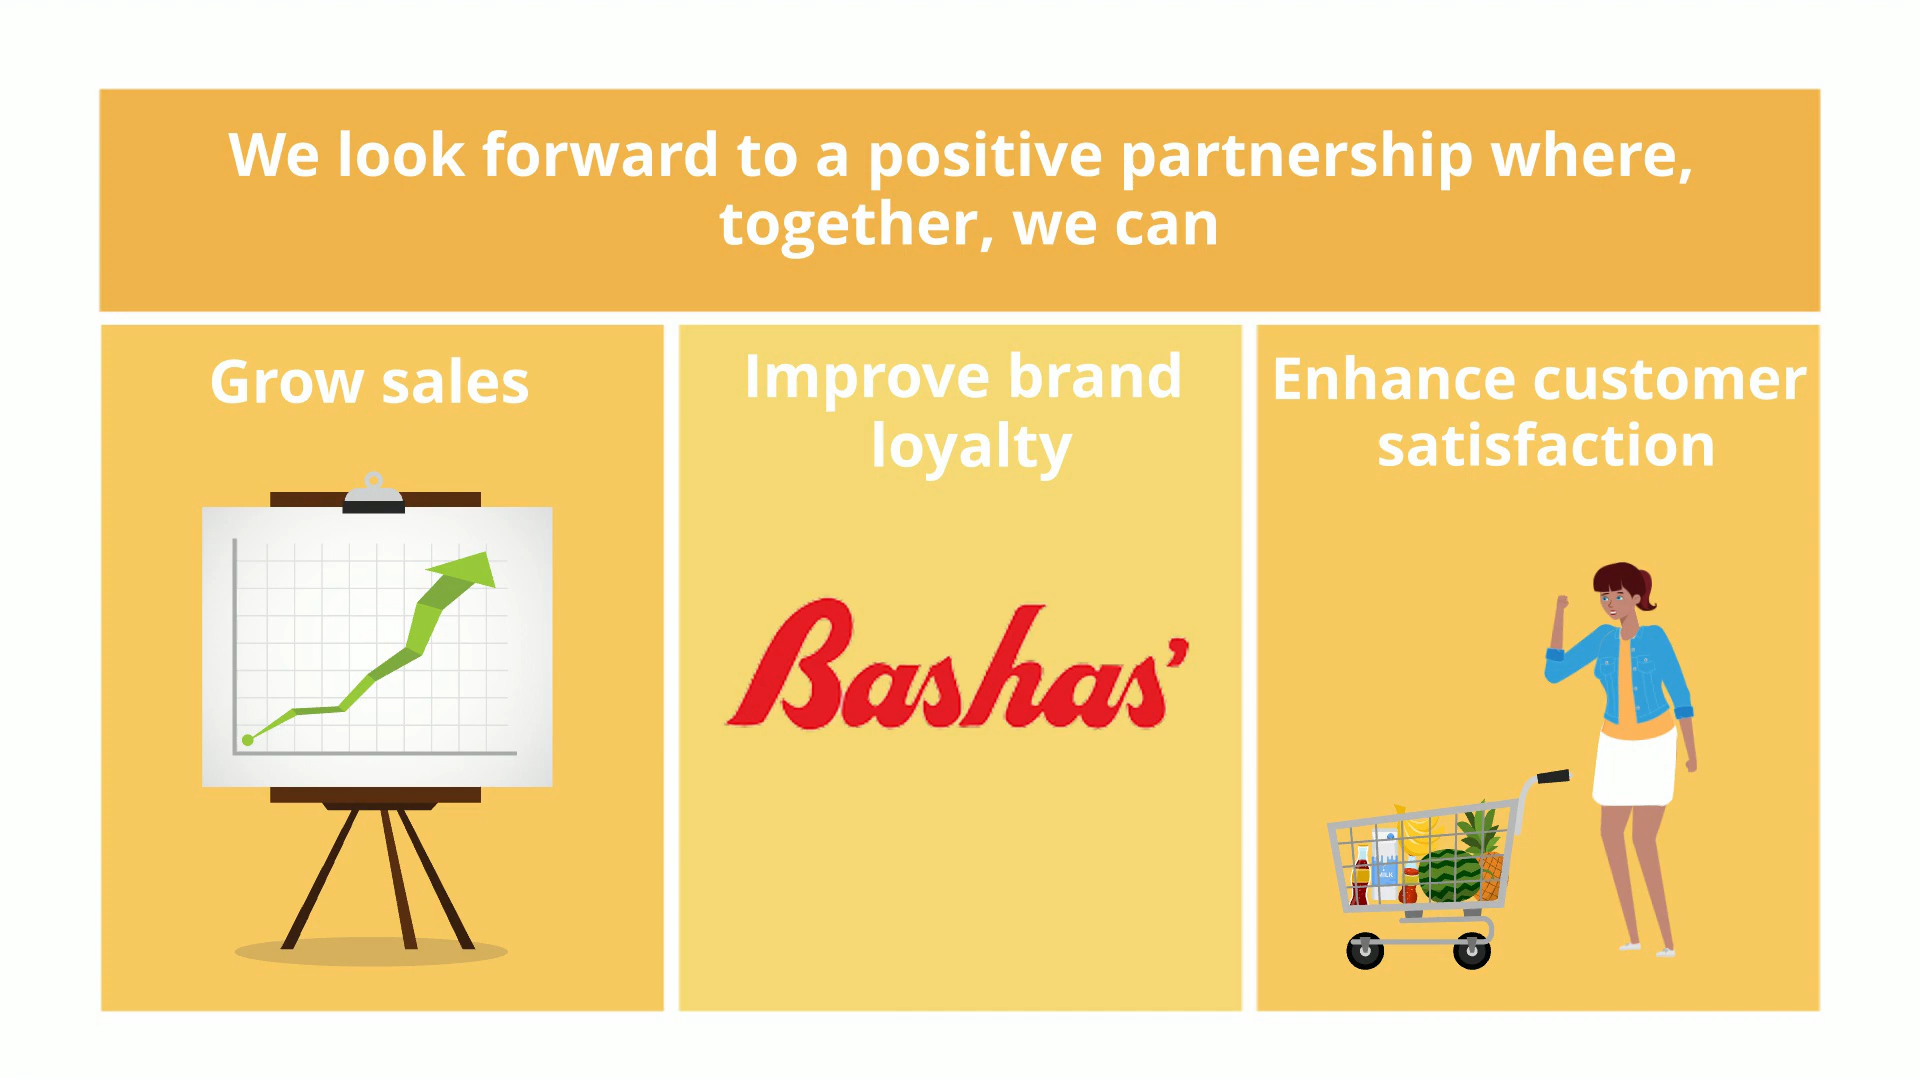 We look forward to a positive partnership where,
together, we can
Grow sales
Improve brand
loyalty
Enhance customer
satisfaction
Bashas’
MILK